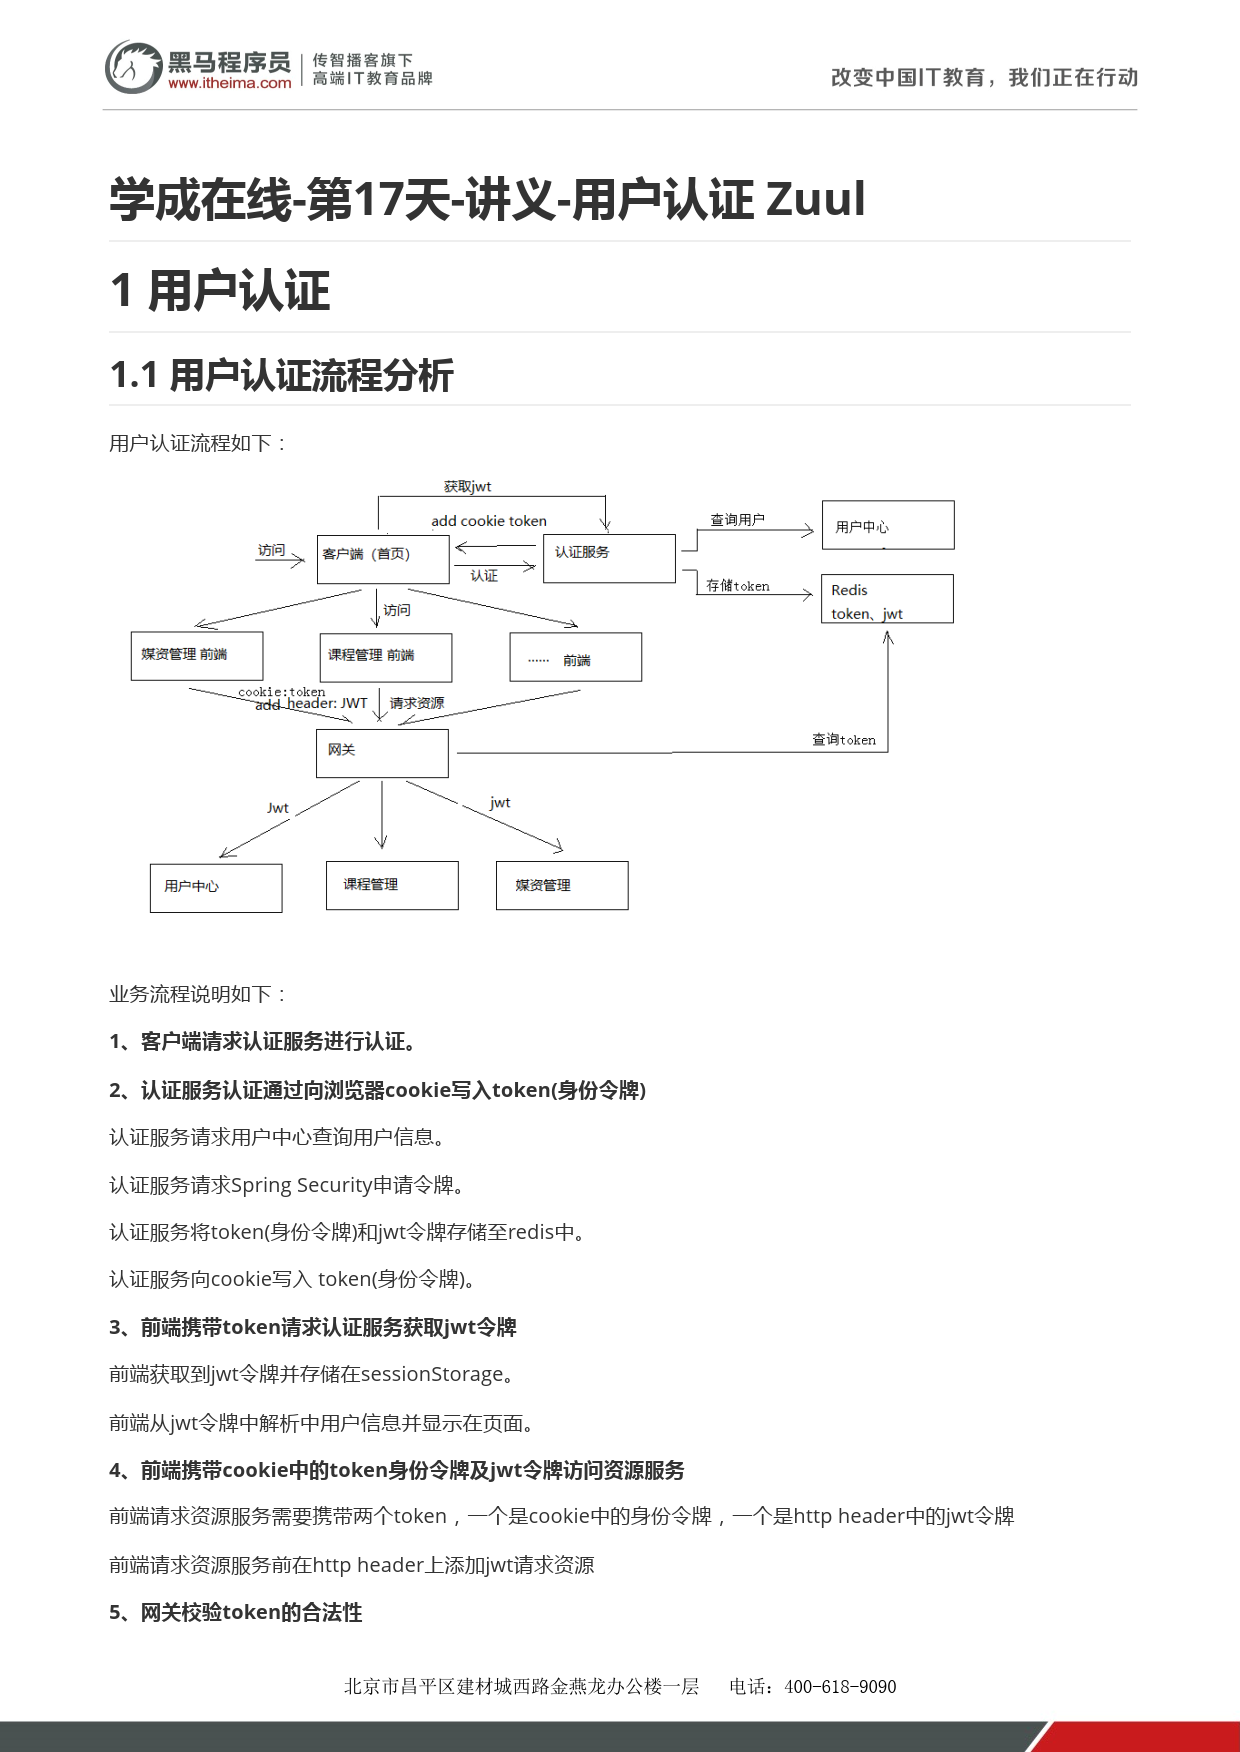 黑马程序员
www.itheima.com
传智播客旗下
高端IT教育品牌
改变中国IT教育，我们正在行动
学成在线-第17天-讲义-用户认证 Zuul
1 用户认证
1.1 用户认证流程分析
用户认证流程如下：
获取jwt
add cookie token
查询用户
用户中心
访问
客户端（首页）
认证服务
认证
存储token
Redis
token、jwt
访问
媒资管理 前端
课程管理 前端
······ 前端
cookie:token
add header: JWT
请求资源
网关
查询token
Jwt
jwt
用户中心
课程管理
媒资管理
业务流程说明如下：
1、客户端请求认证服务进行认证。
2、认证服务认证通过向浏览器cookie写入token(身份令牌)
认证服务请求用户中心查询用户信息。
认证服务请求Spring Security申请令牌。
认证服务将token(身份令牌)和jwt令牌存储至redis中。
认证服务向cookie写入 token(身份令牌)。
3、前端携带token请求认证服务获取jwt令牌
前端获取到jwt令牌并存储在sessionStorage。
前端从jwt令牌中解析中用户信息并显示在页面。
4、前端携带cookie中的token身份令牌及jwt令牌访问资源服务
前端请求资源服务需要携带两个token，一个是cookie中的身份令牌，一个是http header中的jwt令牌
前端请求资源服务前在http header上添加jwt请求资源
5、网关校验token的合法性
北京市昌平区建材城西路金燕龙办公楼一层 电话：400-618-9090